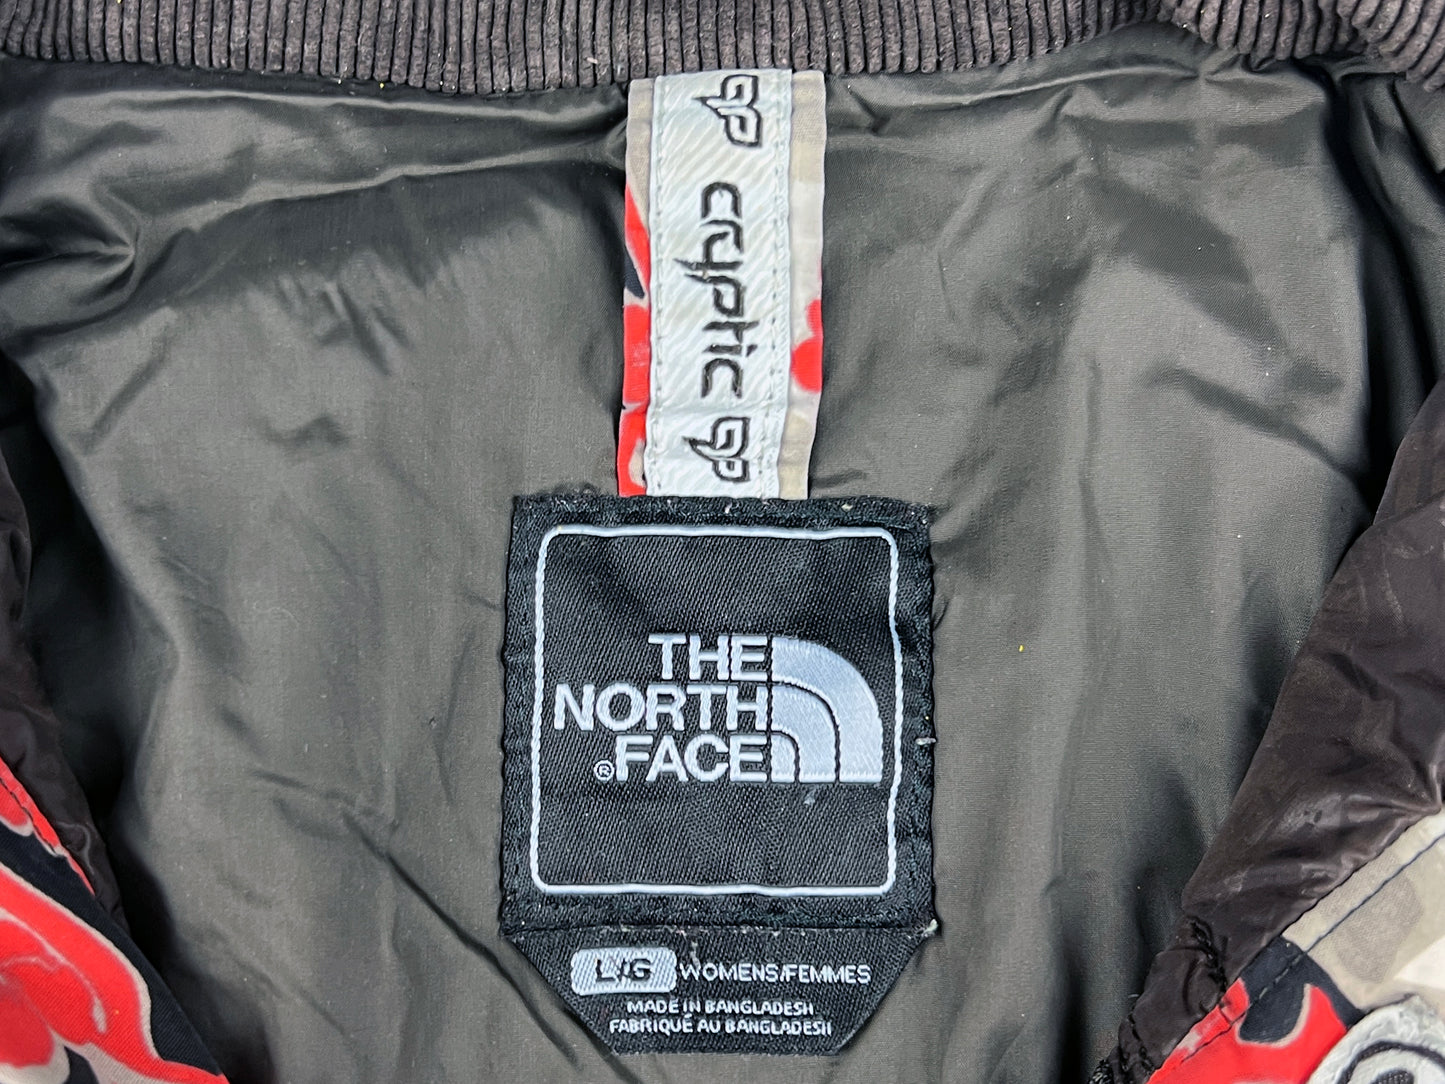 cryptic
THE
NORTH
FACE
®
L/G WOMENS/FEMMES
MADE IN BANGLADESH
FABRIQUÉ AU BANGLADESH